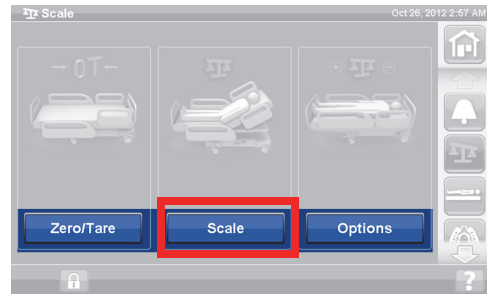 Scale Oct 26, 2012 2:57 AM
→ 0T ←
Zero/Tare Scale Options
?